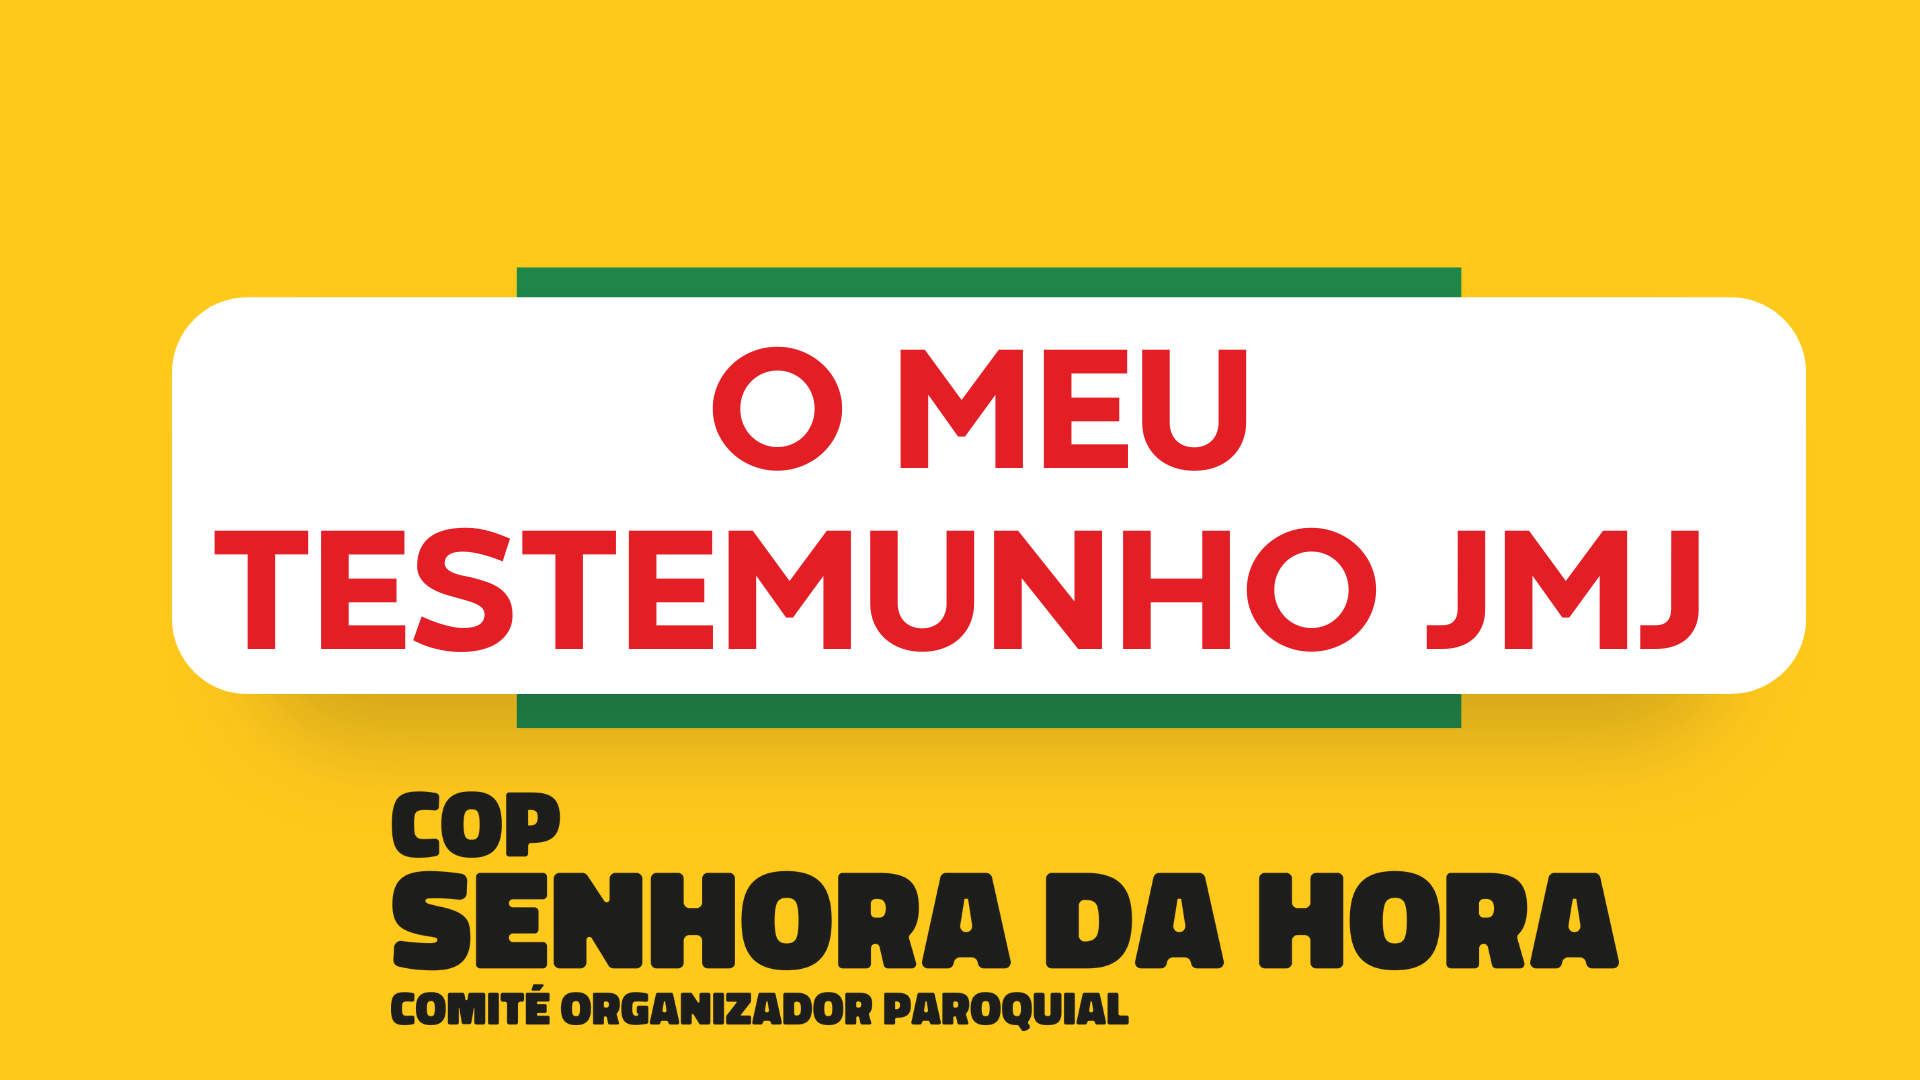 O MEU
TESTEMUNHO JMJ
COP
SENHORA DA HORA
COMITÉ ORGANIZADOR PAROQUIAL